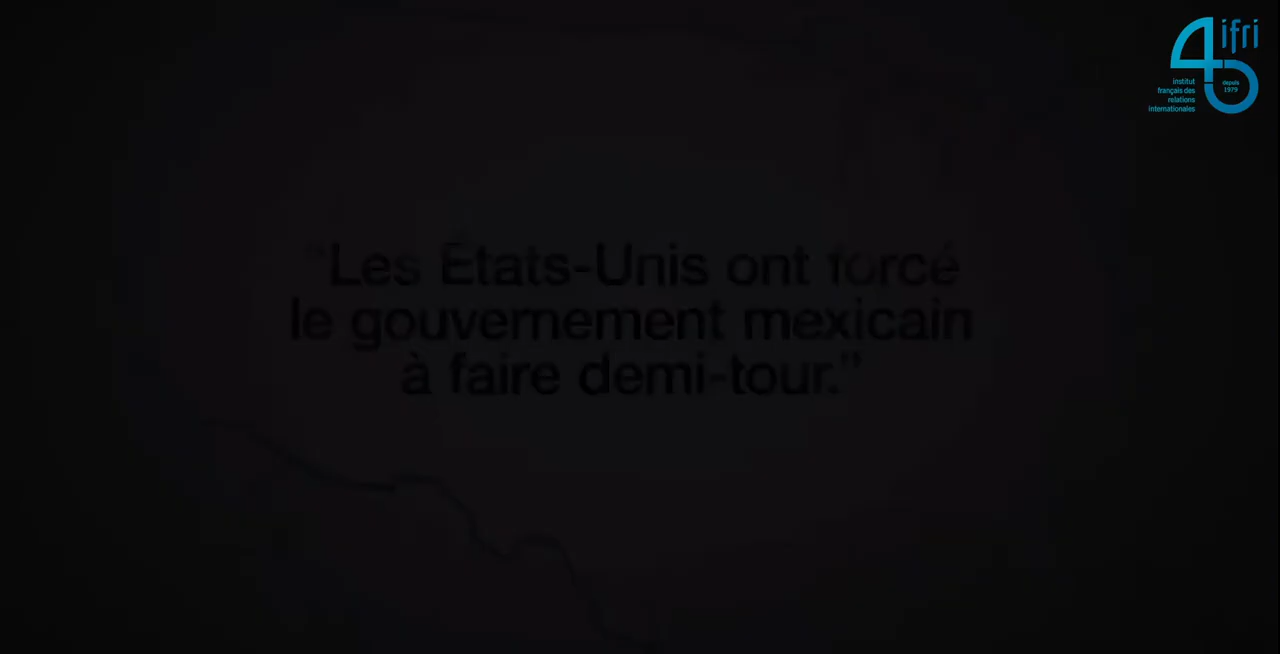 ifri
45
institut
français des
relations
internationales
depuis
1979
“Les États-Unis ont forcé
le gouvernement mexicain
à faire demi-tour.”